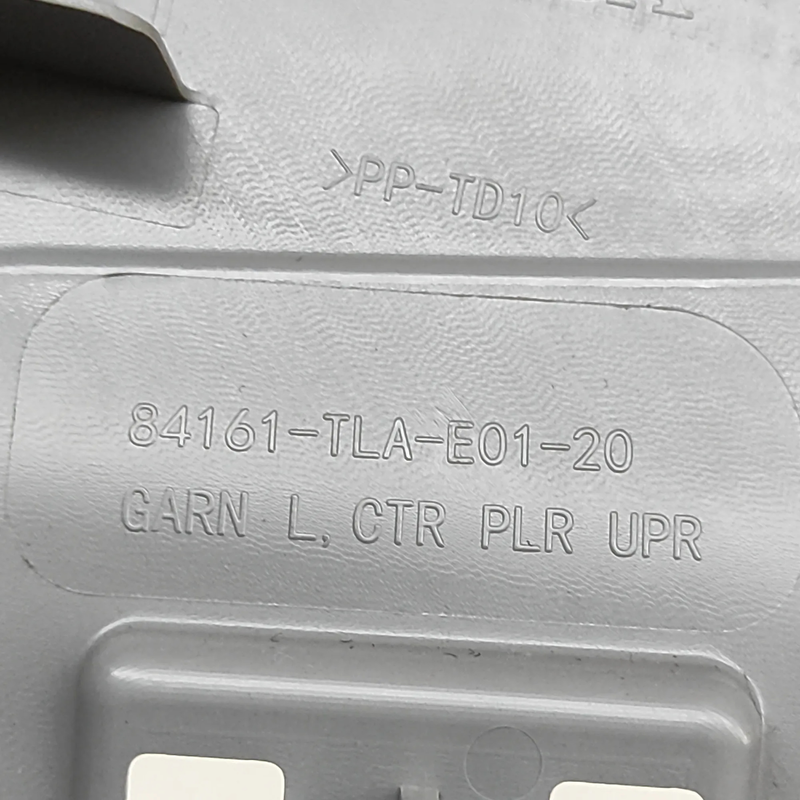 >PP-TD10<
84161-TLA-E01-20
GARN L, CTR PLR UPR